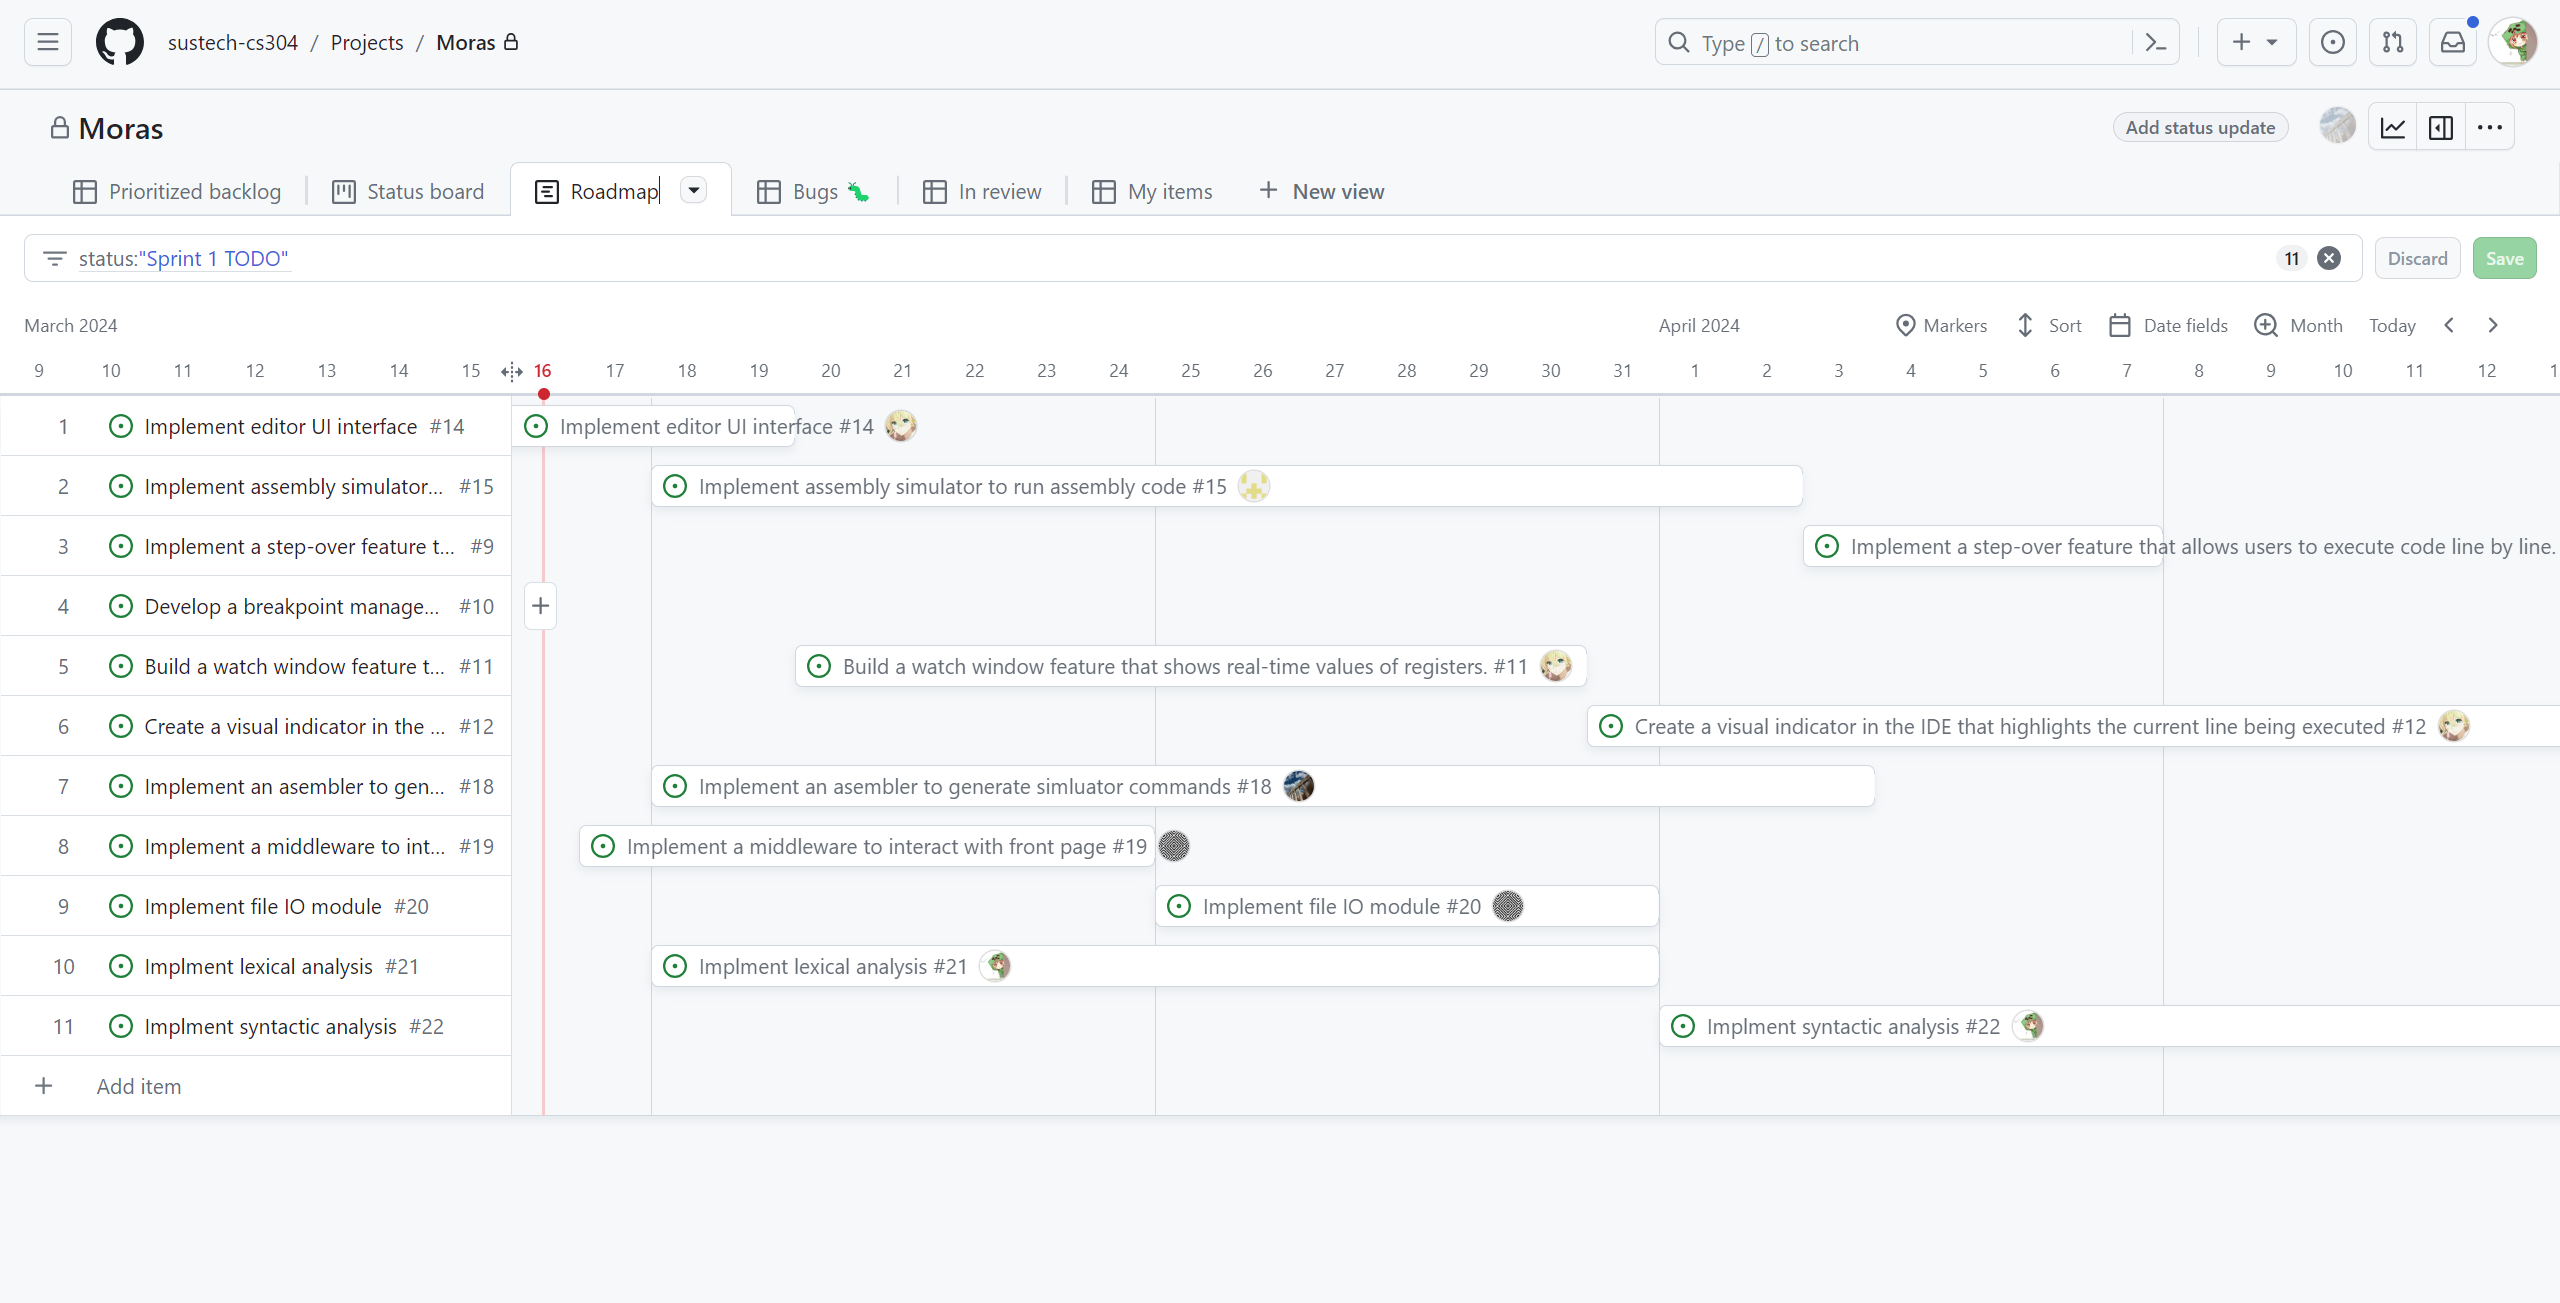 sustech-cs304 / Projects / Moras
Type / to search
Moras
Add status update
Prioritized backlog
Status board
Roadmap
Bugs 🐛
In review
My items
New view
status:"Sprint 1 TODO"
11
Discard
Save
March 2024
April 2024
Markers
Sort
Date fields
Month
Today
9 10 11 12 13 14 15 16 17 18 19 20 21 22 23 24 25 26 27 28 29 30 31 1 2 3 4 5 6 7 8 9 10 11 12 1
1 Implement editor UI interface #14
Implement editor UI interface #14
2 Implement assembly simulator... #15
Implement assembly simulator to run assembly code #15
3 Implement a step-over feature t... #9
Implement a step-over feature that allows users to execute code line by line.
4 Develop a breakpoint manage... #10
5 Build a watch window feature t... #11
Build a watch window feature that shows real-time values of registers. #11
6 Create a visual indicator in the ... #12
Create a visual indicator in the IDE that highlights the current line being executed #12
7 Implement an asembler to gen... #18
Implement an asembler to generate simluator commands #18
8 Implement a middleware to int... #19
Implement a middleware to interact with front page #19
9 Implement file IO module #20
Implement file IO module #20
10 Implment lexical analysis #21
Implment lexical analysis #21
11 Implment syntactic analysis #22
Implment syntactic analysis #22
Add item